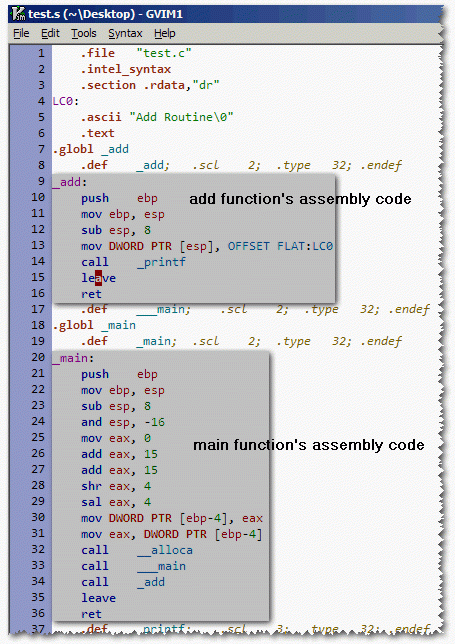 test.s (~\Desktop) - GVIM1
File Edit Tools Syntax Help
1 .file "test.c"
2 .intel_syntax
3 .section .rdata,"dr"
4 LC0:
5 .ascii "Add Routine\0"
6 .text
7 .globl _add
8 .def _add; .scl 2; .type 32; .endef
9 _add:
10 push ebp add function's assembly code
11 mov ebp, esp
12 sub esp, 8
13 mov DWORD PTR [esp], OFFSET FLAT:LC0
14 call _printf
15 leave
16 ret
17 .def ___main; .scl 2; .type 32; .endef
18 .globl _main
19 .def _main; .scl 2; .type 32; .endef
20 _main:
21 push ebp
22 mov ebp, esp
23 sub esp, 8
24 and esp, -16
25 mov eax, 0 main function's assembly code
26 add eax, 15
27 add eax, 15
28 shr eax, 4
29 sal eax, 4
30 mov DWORD PTR [ebp-4], eax
31 mov eax, DWORD PTR [ebp-4]
32 call __alloca
33 call ___main
34 call _add
35 leave
36 ret
37 .def _printf; .scl 3; .type 32; .endef